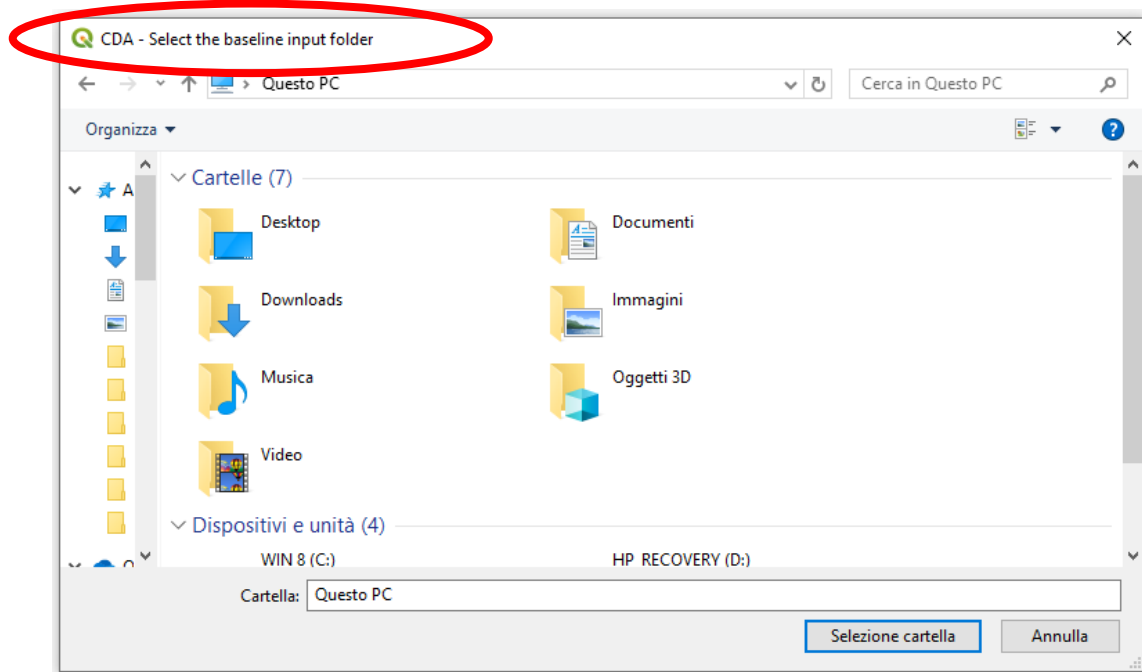 CDA - Select the baseline input folder
Questo PC
Cerca in Questo PC
Organizza
A
Cartelle (7)
Desktop
Documenti
Downloads
Immagini
Musica
Oggetti 3D
Video
Dispositivi e unità (4)
WIN 8 (C:)
HP_RECOVERY (D:)
Cartella: Questo PC
Selezione cartella
Annulla